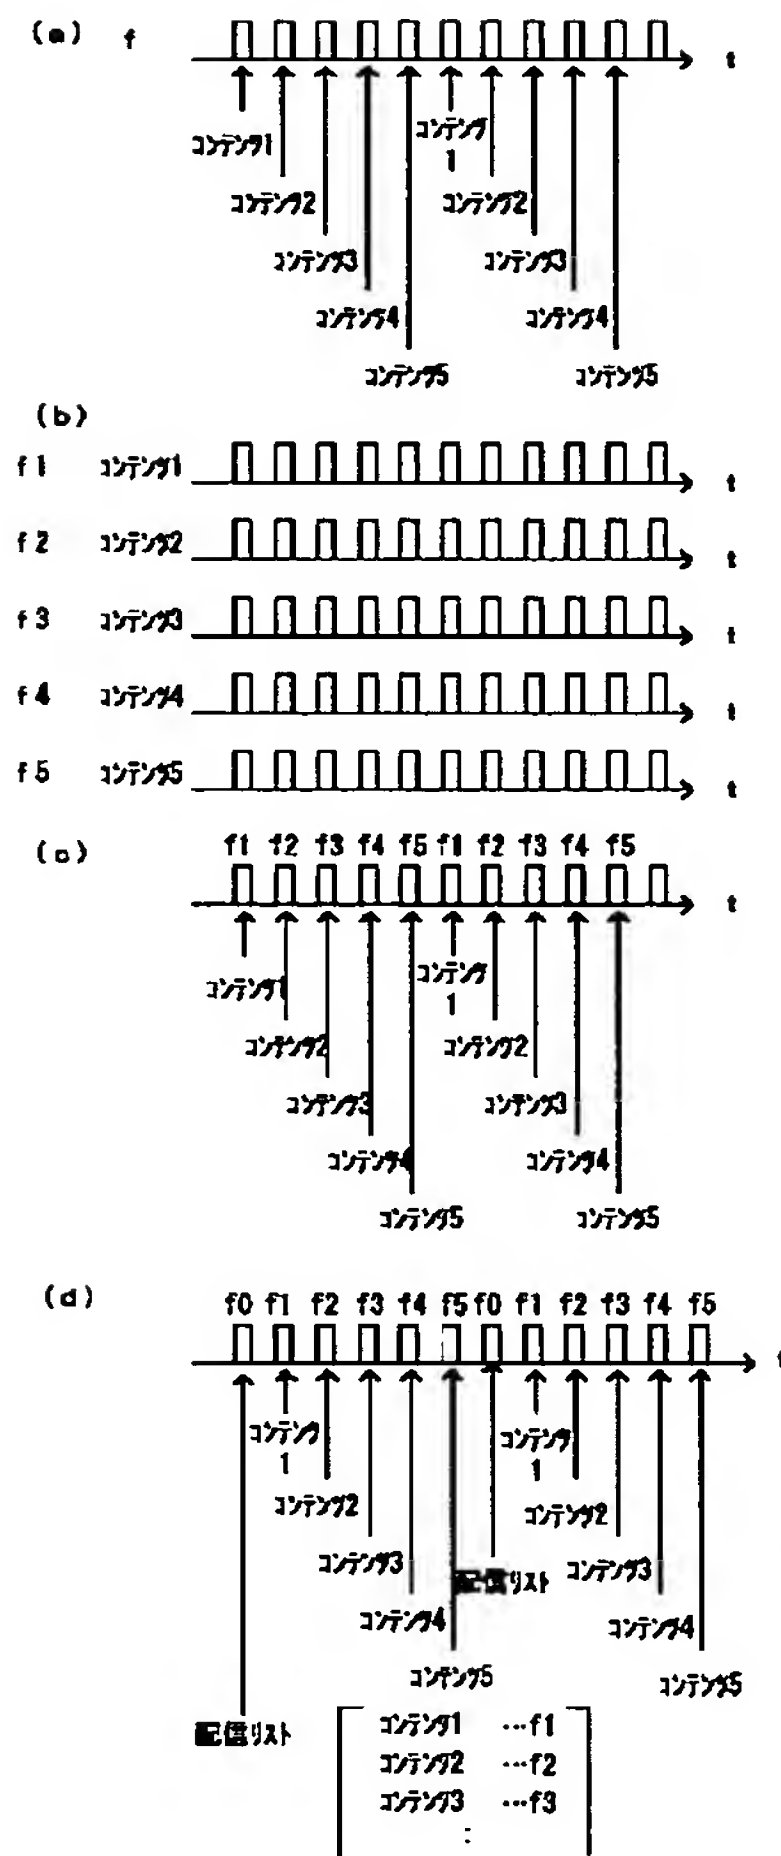 (a) f
t
コンテンツ1
コンテンツ
1
コンテンツ2
コンテンツ2
コンテンツ3
コンテンツ3
コンテンツ4
コンテンツ4
コンテンツ5
コンテンツ5
(b)
f1 コンテンツ1
t
f2 コンテンツ2
t
f3 コンテンツ3
t
f4 コンテンツ4
t
f5 コンテンツ5
t
(c)
f1 f2 f3 f4 f5 f1 f2 f3 f4 f5
t
コンテンツ1
コンテンツ
1
コンテンツ2
コンテンツ2
コンテンツ3
コンテンツ3
コンテンツ4
コンテンツ4
コンテンツ5
コンテンツ5
(d)
f0 f1 f2 f3 f4 f5 f0 f1 f2 f3 f4 f5
t
コンテンツ
1
コンテンツ
1
コンテンツ2
コンテンツ2
コンテンツ3
配信リスト
コンテンツ3
コンテンツ4
コンテンツ4
コンテンツ5
コンテンツ5
配信リスト
コンテンツ1 …f1
コンテンツ2 …f2
コンテンツ3 …f3
: